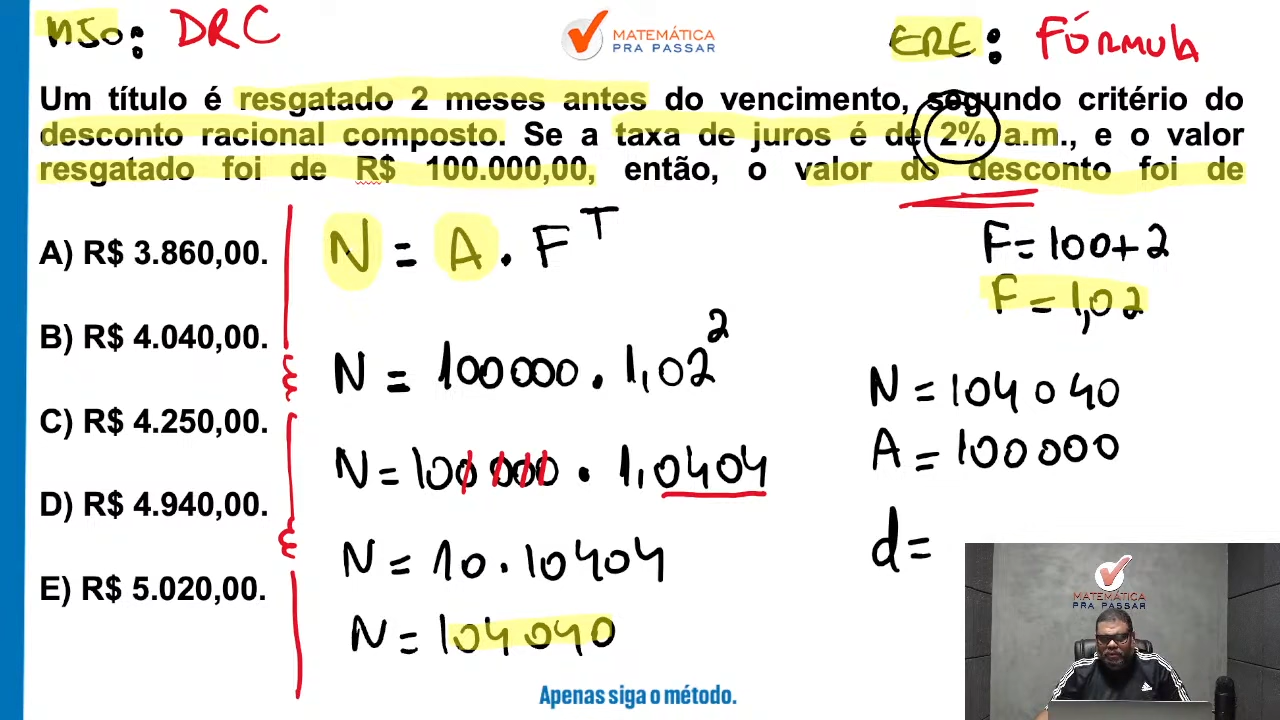 MSO: DRC
MATEMÁTICA
PRA PASSAR
ERE: FÓRMULA
Um título é resgatado 2 meses antes do vencimento, segundo critério do
desconto racional composto. Se a taxa de juros é de 2% a.m., e o valor
resgatado foi de R$ 100.000,00, então, o valor do desconto foi de
A) R$ 3.860,00.
B) R$ 4.040,00.
C) R$ 4.250,00.
D) R$ 4.940,00.
E) R$ 5.020,00.
N = A . F^T
N = 100000 . 1,02²
N = 100000 . 1,0404
N = 10 . 10404
N = 104040
F = 100+2
F = 1,02
N = 104040
A = 100000
d =
MATEMÁTICA
PRA PASSAR
Apenas siga o método.